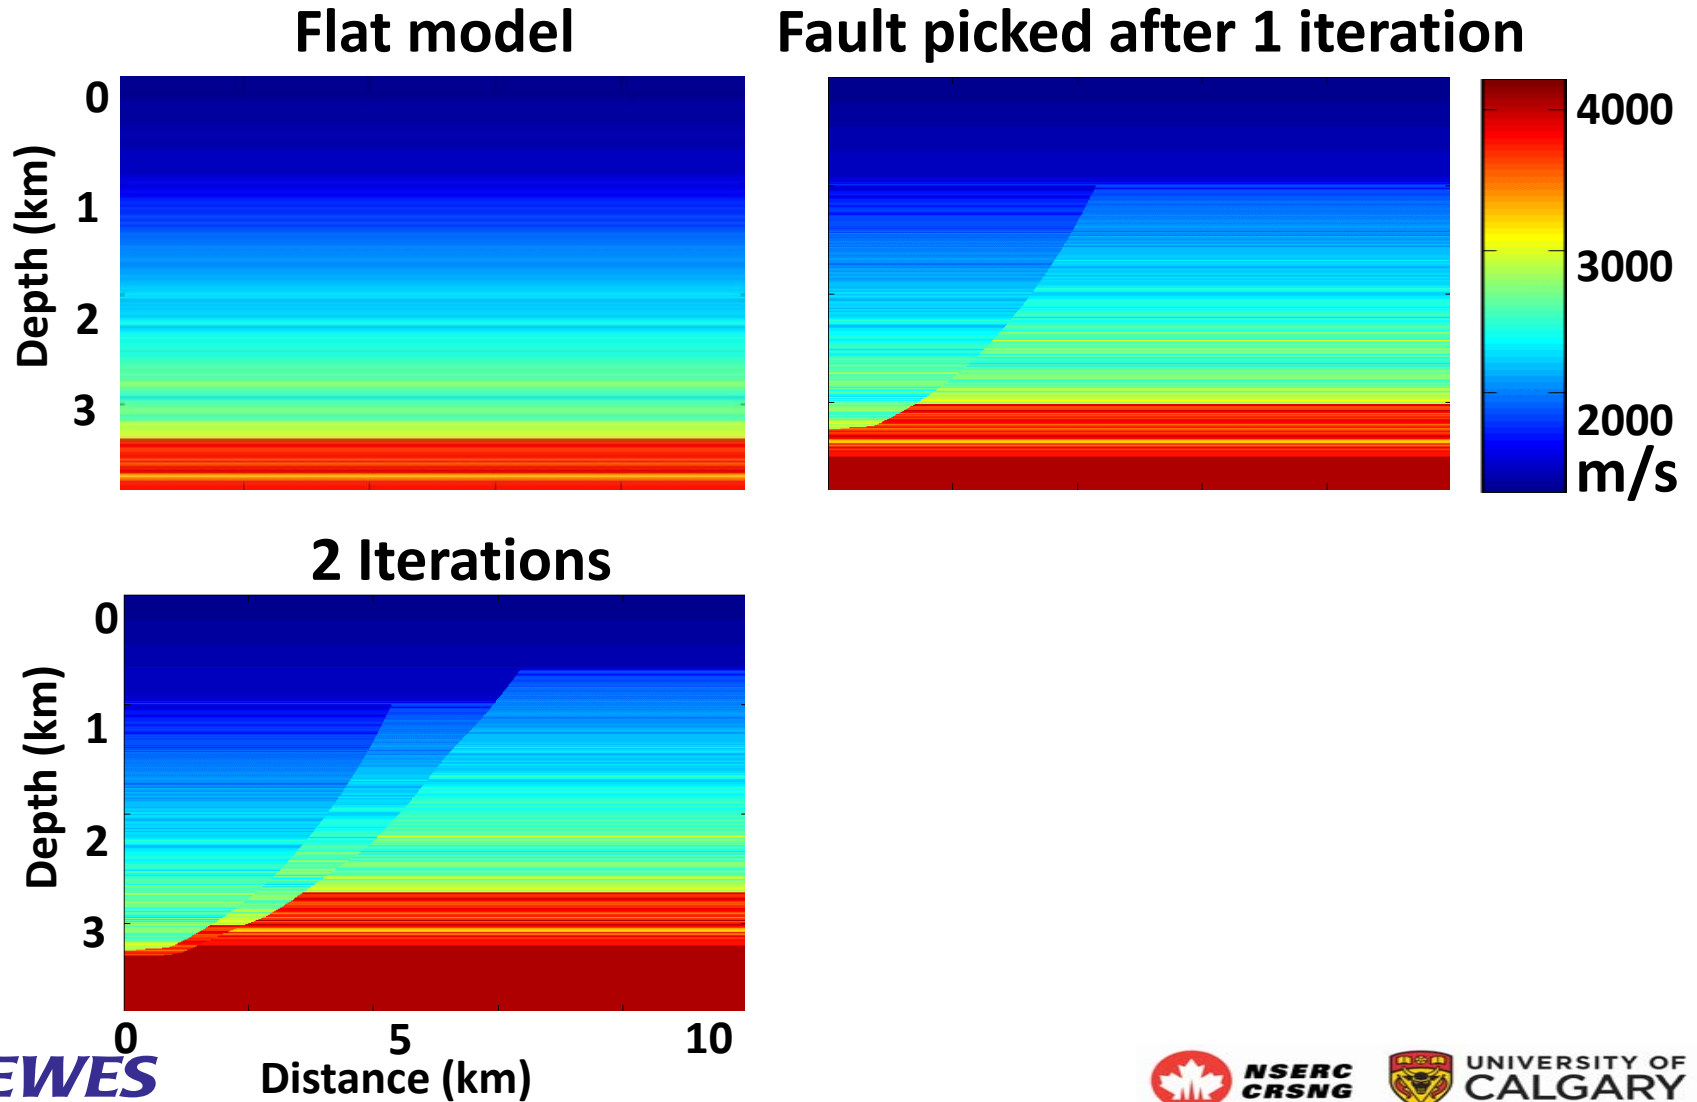 Flat model
Fault picked after 1 iteration
0
1
2
3
Depth (km)
4000
3000
2000
m/s
2 Iterations
0
1
2
3
Depth (km)
0 5 10
Distance (km)
EWES
NSERC
CRSNG
UNIVERSITY OF
CALGARY